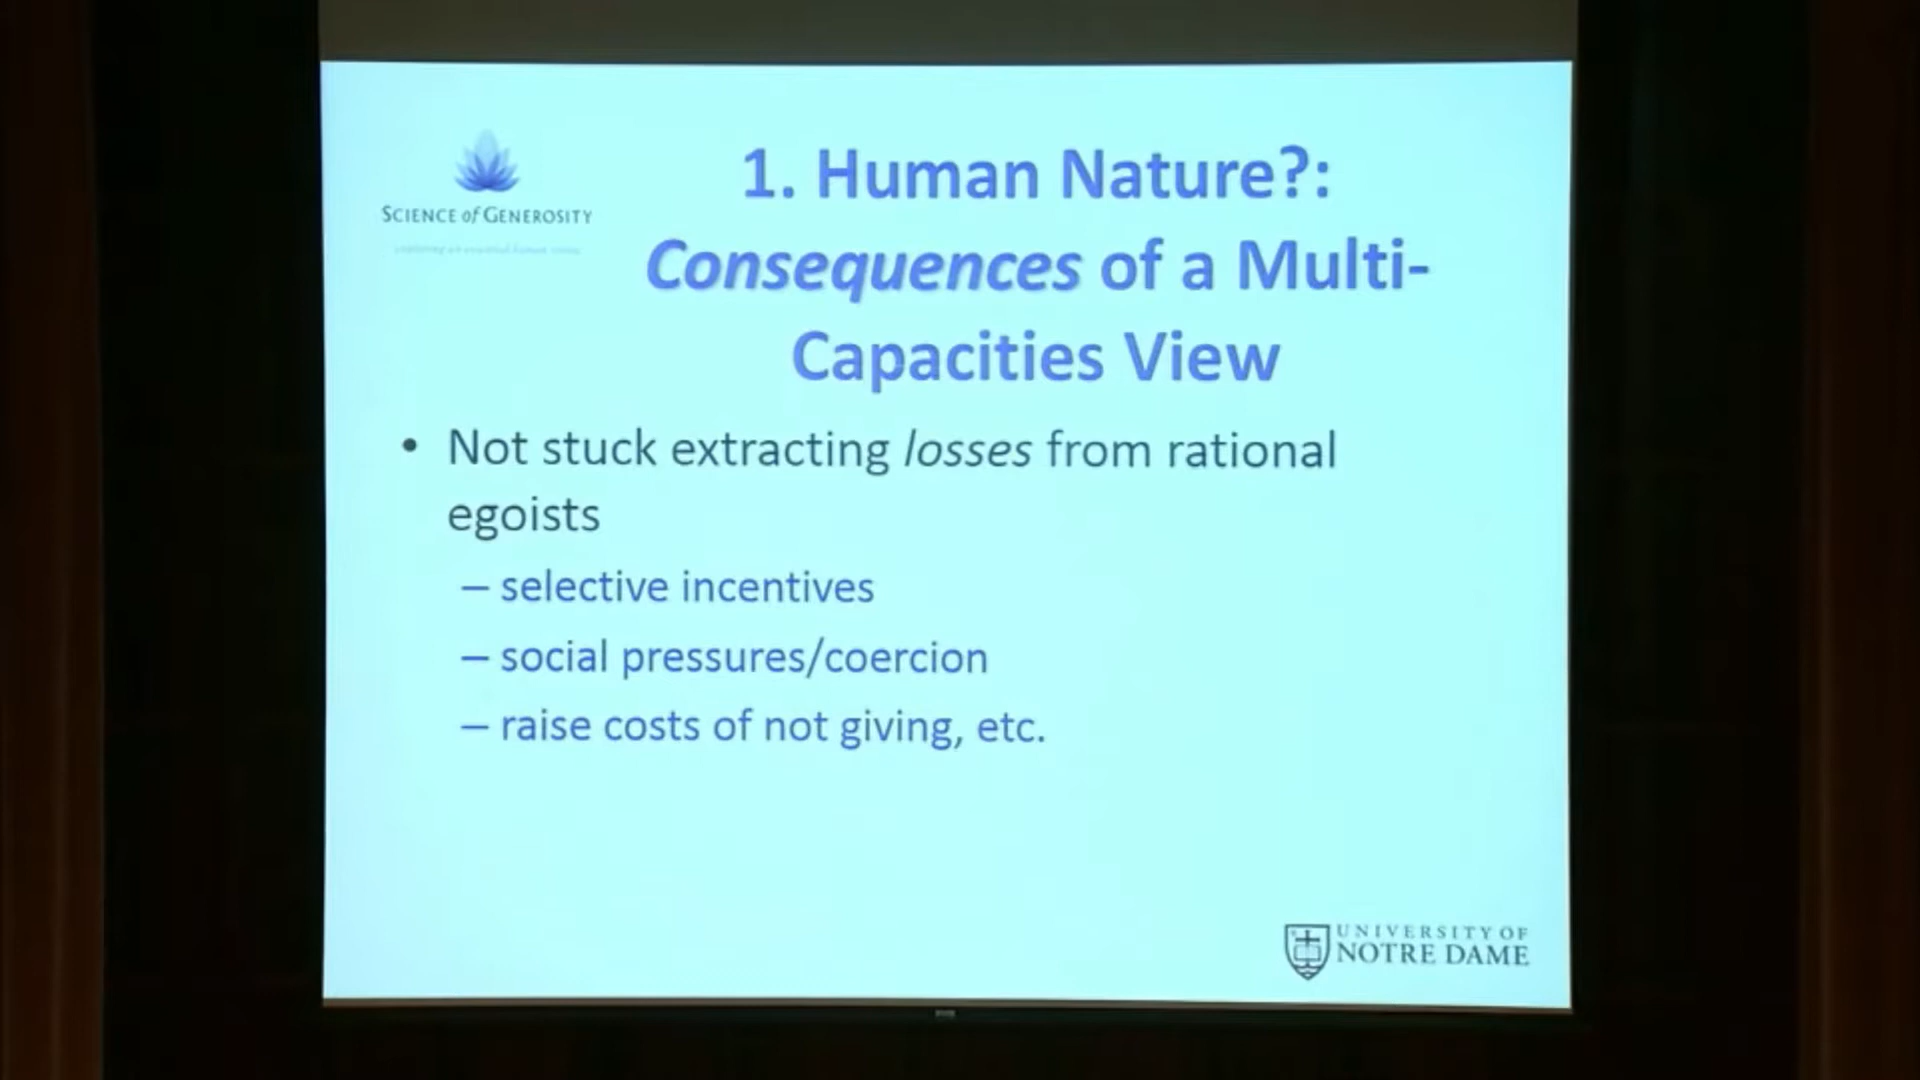 SCIENCE of GENEROSITY
1. Human Nature?:
Consequences of a Multi-
Capacities View
• Not stuck extracting losses from rational
egoists
– selective incentives
– social pressures/coercion
– raise costs of not giving, etc.
UNIVERSITY OF
NOTRE DAME